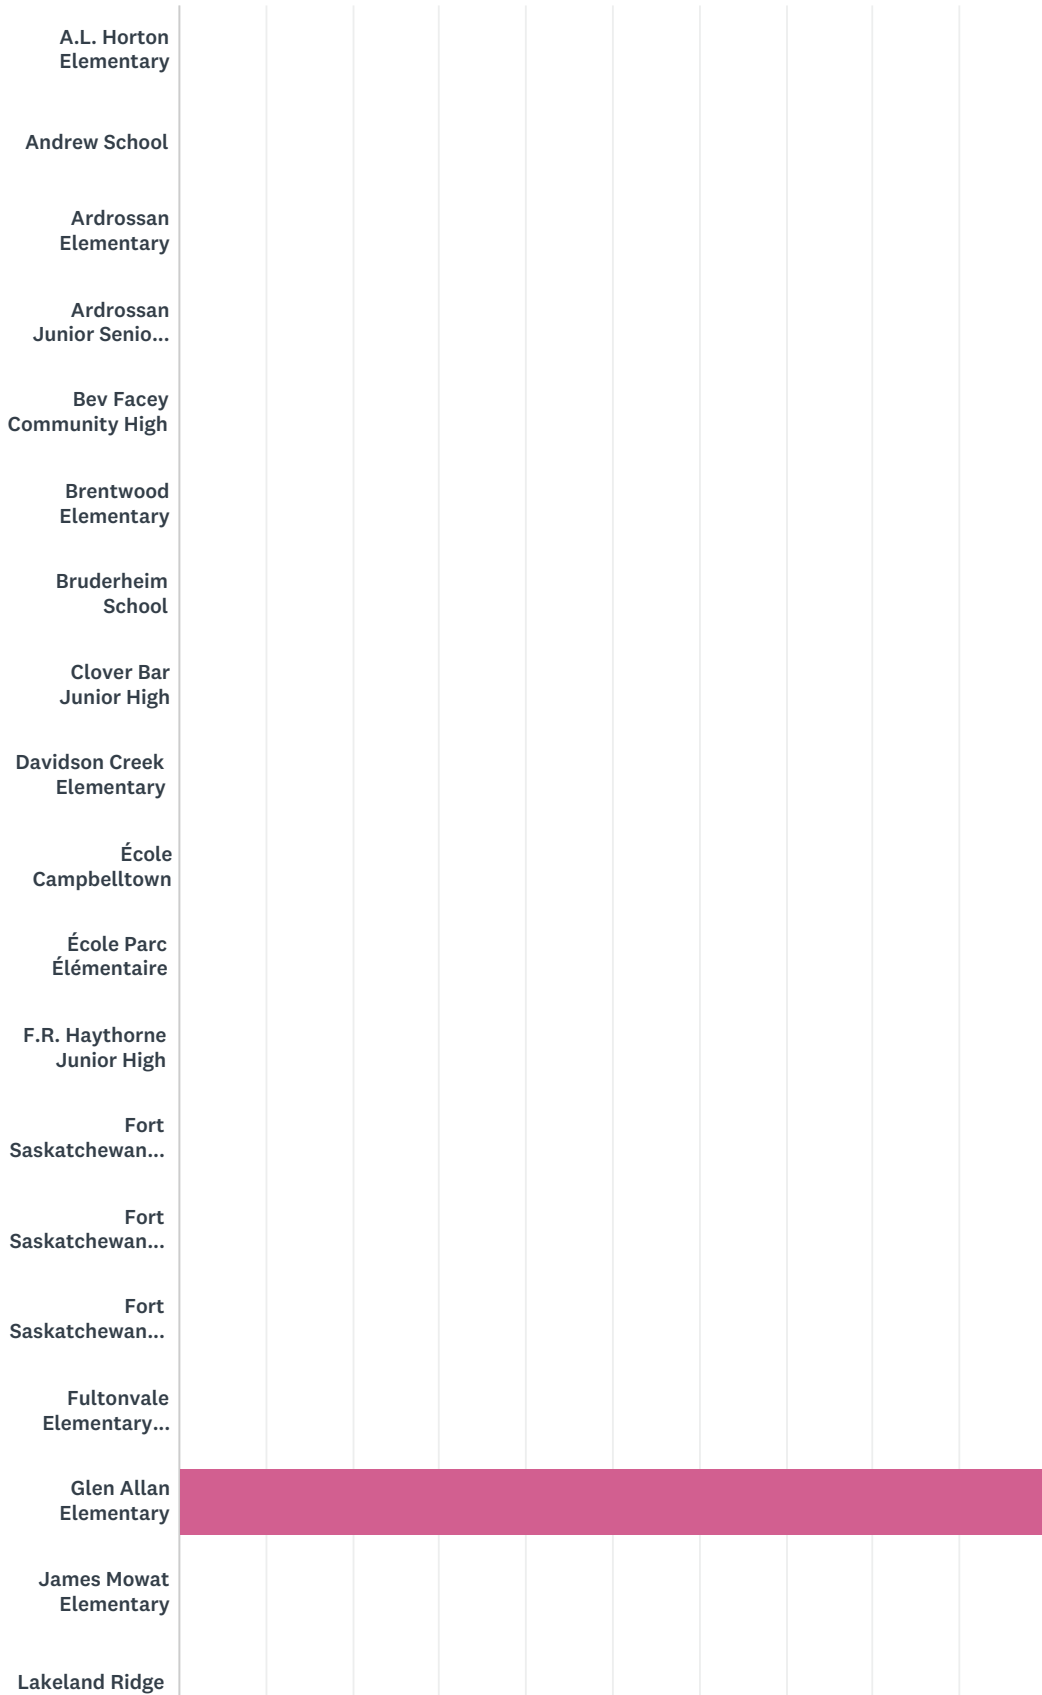 A.L. Horton
Elementary
Andrew School
Ardrossan
Elementary
Ardrossan
Junior Senio...
Bev Facey
Community High
Brentwood
Elementary
Bruderheim
School
Clover Bar
Junior High
Davidson Creek
Elementary
École
Campbelltown
École Parc
Élémentaire
F.R. Haythorne
Junior High
Fort
Saskatchewan...
Fort
Saskatchewan...
Fort
Saskatchewan...
Fultonvale
Elementary...
Glen Allan
Elementary
James Mowat
Elementary
Lakeland Ridge